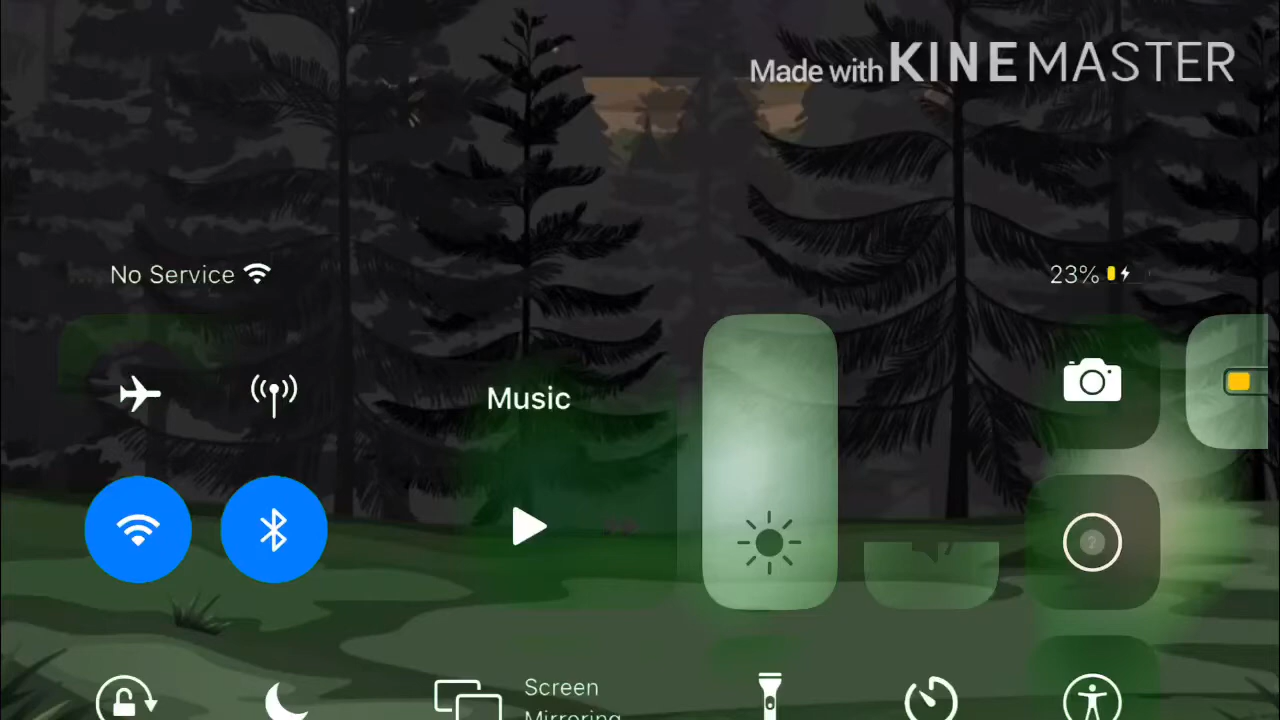 Made with KINEMASTER
No Service
23%
Music
Screen
Mirroring